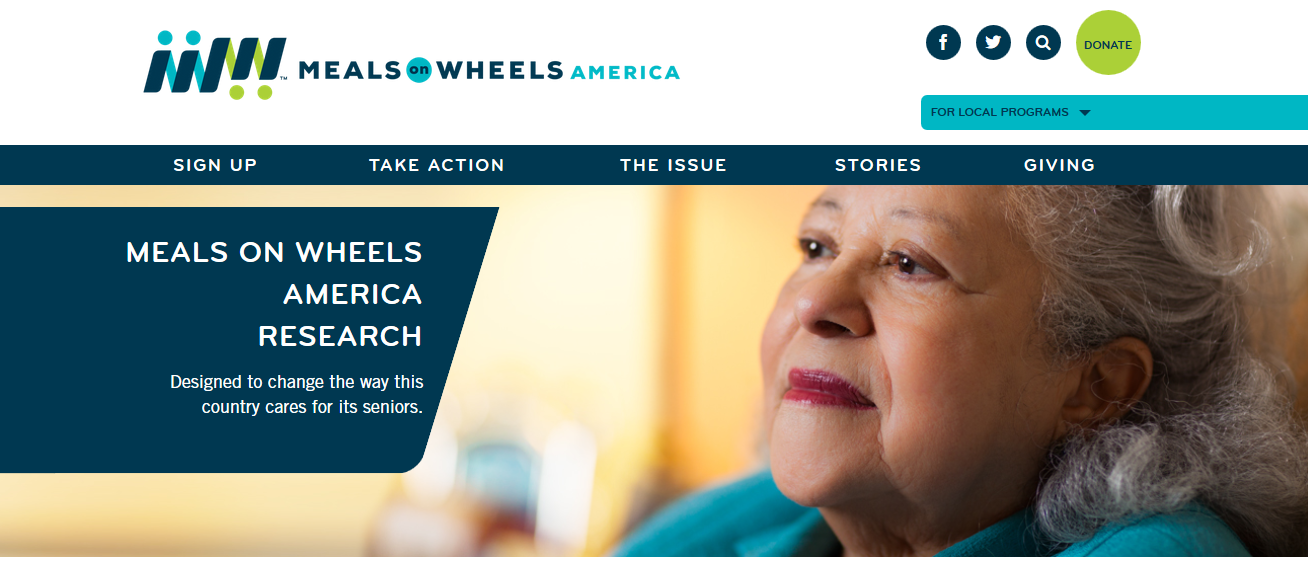 MEALS on WHEELS AMERICA
™
DONATE
FOR LOCAL PROGRAMS
SIGN UP TAKE ACTION THE ISSUE STORIES GIVING
MEALS ON WHEELS
AMERICA
RESEARCH
Designed to change the way this
country cares for its seniors.